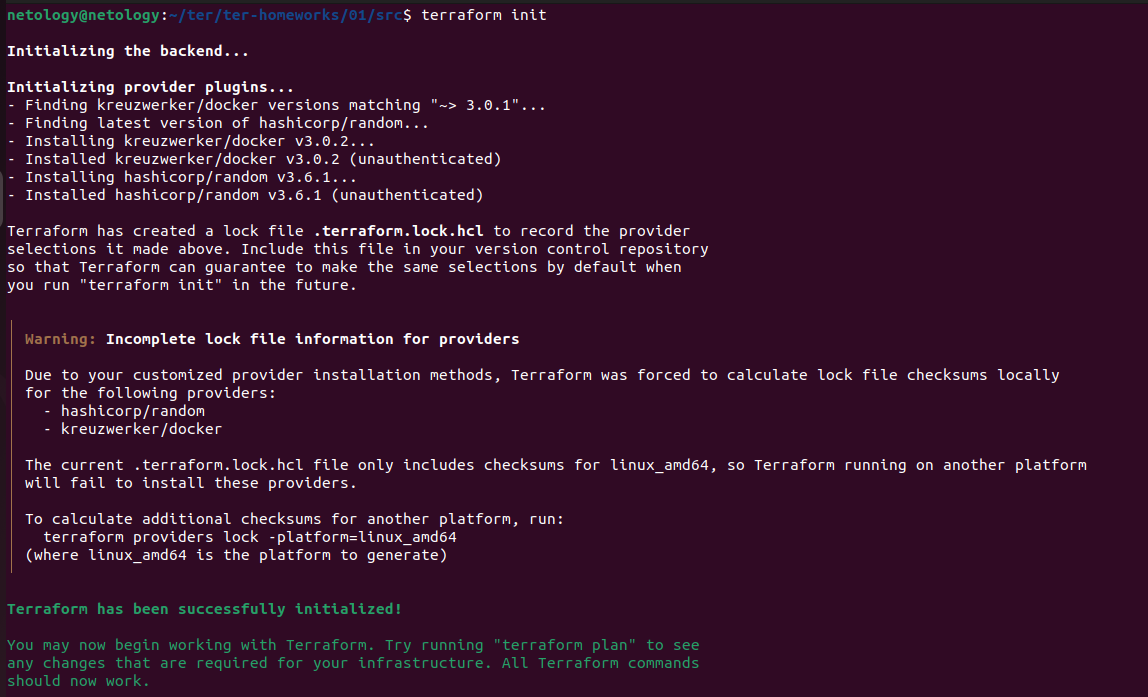 netology@netology:~/ter/ter-homeworks/01/src$ terraform init
Initializing the backend...
Initializing provider plugins...
- Finding kreuzwerker/docker versions matching "~> 3.0.1"...
- Finding latest version of hashicorp/random...
- Installing kreuzwerker/docker v3.0.2...
- Installed kreuzwerker/docker v3.0.2 (unauthenticated)
- Installing hashicorp/random v3.6.1...
- Installed hashicorp/random v3.6.1 (unauthenticated)
Terraform has created a lock file .terraform.lock.hcl to record the provider
selections it made above. Include this file in your version control repository
so that Terraform can guarantee to make the same selections by default when
you run "terraform init" in the future.
Warning: Incomplete lock file information for providers
Due to your customized provider installation methods, Terraform was forced to calculate lock file checksums locally
for the following providers:
- hashicorp/random
- kreuzwerker/docker
The current .terraform.lock.hcl file only includes checksums for linux_amd64, so Terraform running on another platform
will fail to install these providers.
To calculate additional checksums for another platform, run:
terraform providers lock -platform=linux_amd64
(where linux_amd64 is the platform to generate)
Terraform has been successfully initialized!
You may now begin working with Terraform. Try running "terraform plan" to see
any changes that are required for your infrastructure. All Terraform commands
should now work.